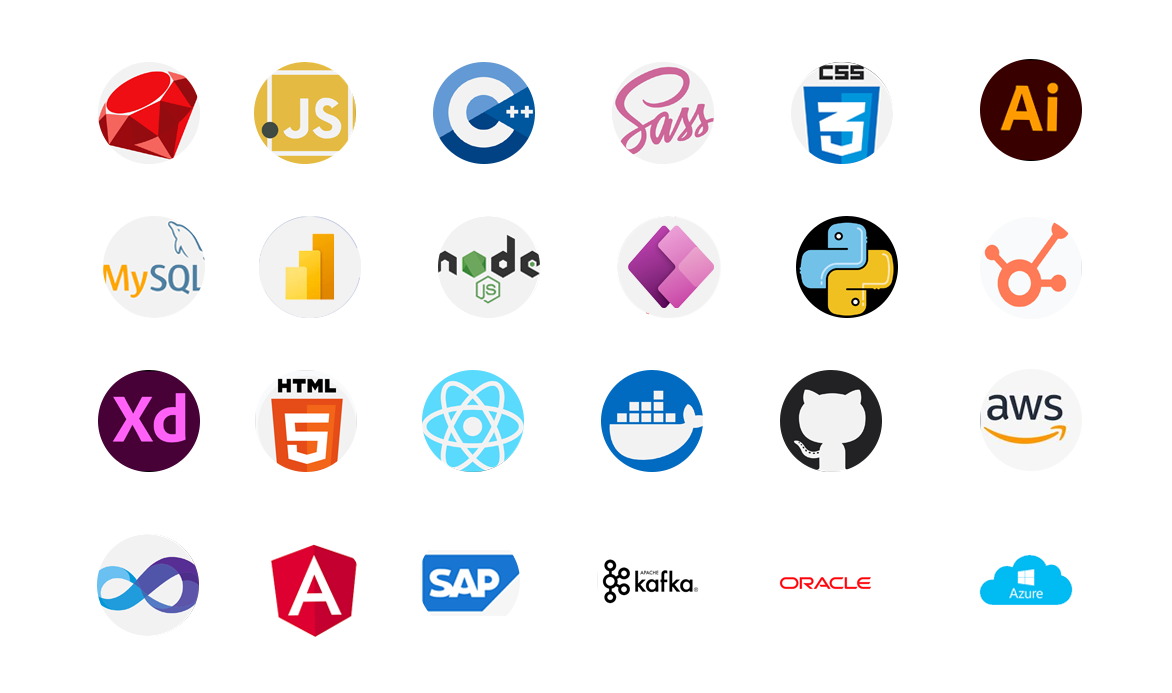 .JS
C++
Sass
CSS
3
Ai
MySQL
node
JS
Xd
HTML
5
aws
A
SAP
APACHE
kafka®
ORACLE
Azure